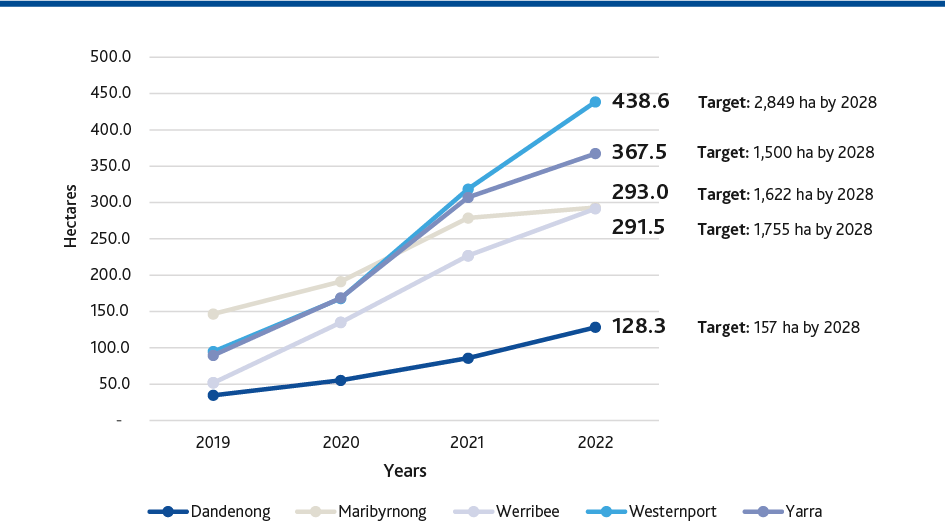 500.0
450.0
438.6
Target: 2,849 ha by 2028
400.0
350.0
367.5
Target: 1,500 ha by 2028
300.0
293.0
Target: 1,622 ha by 2028
250.0
291.5
Target: 1,755 ha by 2028
200.0
150.0
128.3
Target: 157 ha by 2028
100.0
50.0
-
Hectares
2019 2020 2021 2022
Years
Dandenong Maribyrnong Werribee Westernport Yarra